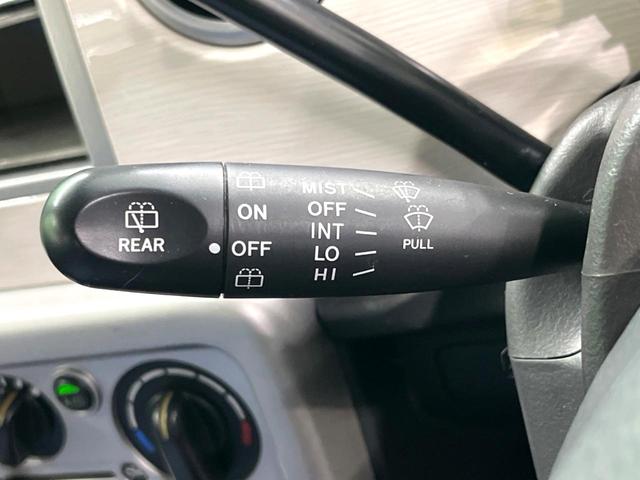 REAR
ON
OFF
MIST
OFF
INT
LO
HI
PULL